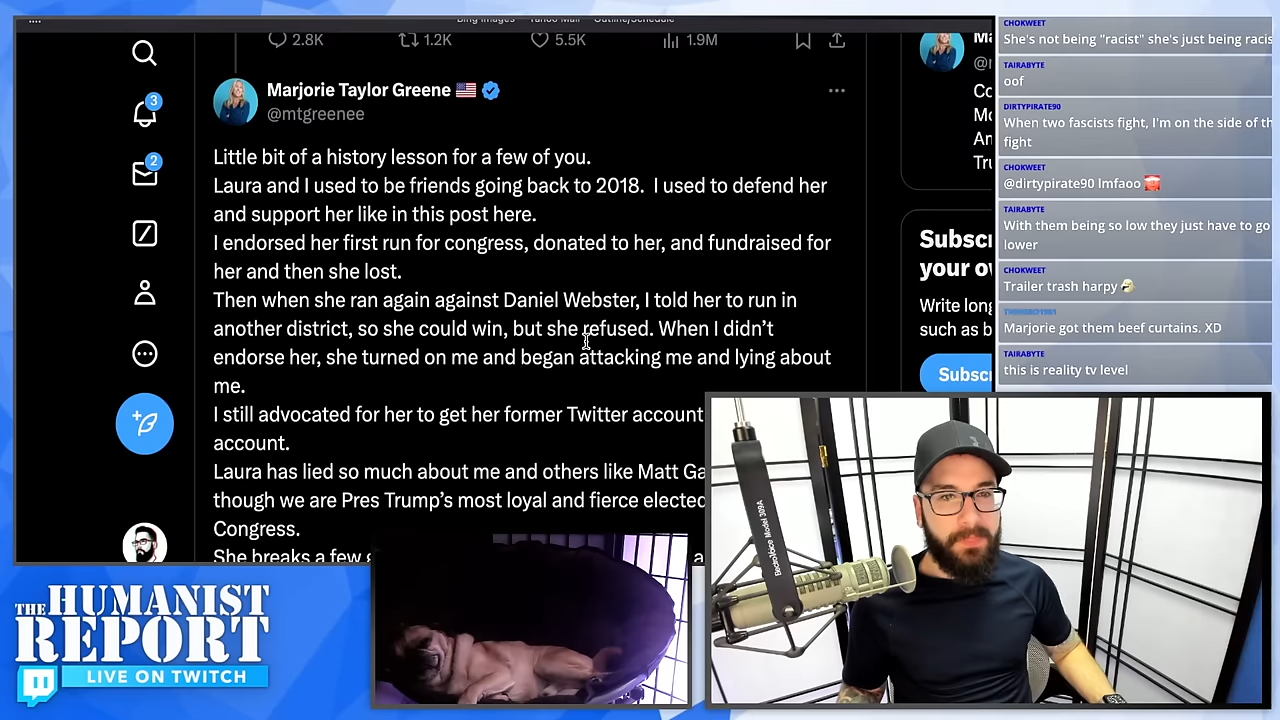 2.8K
1.2K
5.5K
1.9M
Marjorie Taylor Greene
@mtgreenee
Little bit of a history lesson for a few of you.
Laura and I used to be friends going back to 2018. I used to defend her
and support her like in this post here.
I endorsed her first run for congress, donated to her, and fundraised for
her and then she lost.
Then when she ran again against Daniel Webster, I told her to run in
another district, so she could win, but she refused. When I didn't
endorse her, she turned on me and began attacking me and lying about
me.
I still advocated for her to get her former Twitter account
account.
Laura has lied so much about me and others like Matt Ga
though we are Pres Trump's most loyal and fierce elected
Congress.
She breaks a few
3
2
Subsc
your o
Write long
such as b
Subsc
CHOKWEET
She's not being "racist" she's just being racis
TAIRABYTE
oof
DIRTYPIRATE90
When two fascists fight, I'm on the side of th
fight
CHOKWEET
@dirtypirate90 lmfaoo
TAIRABYTE
With them being so low they just have to go
lower
CHOKWEET
Trailer trash harpy
Marjorie got them beef curtains. XD
TAIRABYTE
this is reality tv level
ElectroVoice Model 309A
THE HUMANIST
REPORT
LIVE ON TWITCH